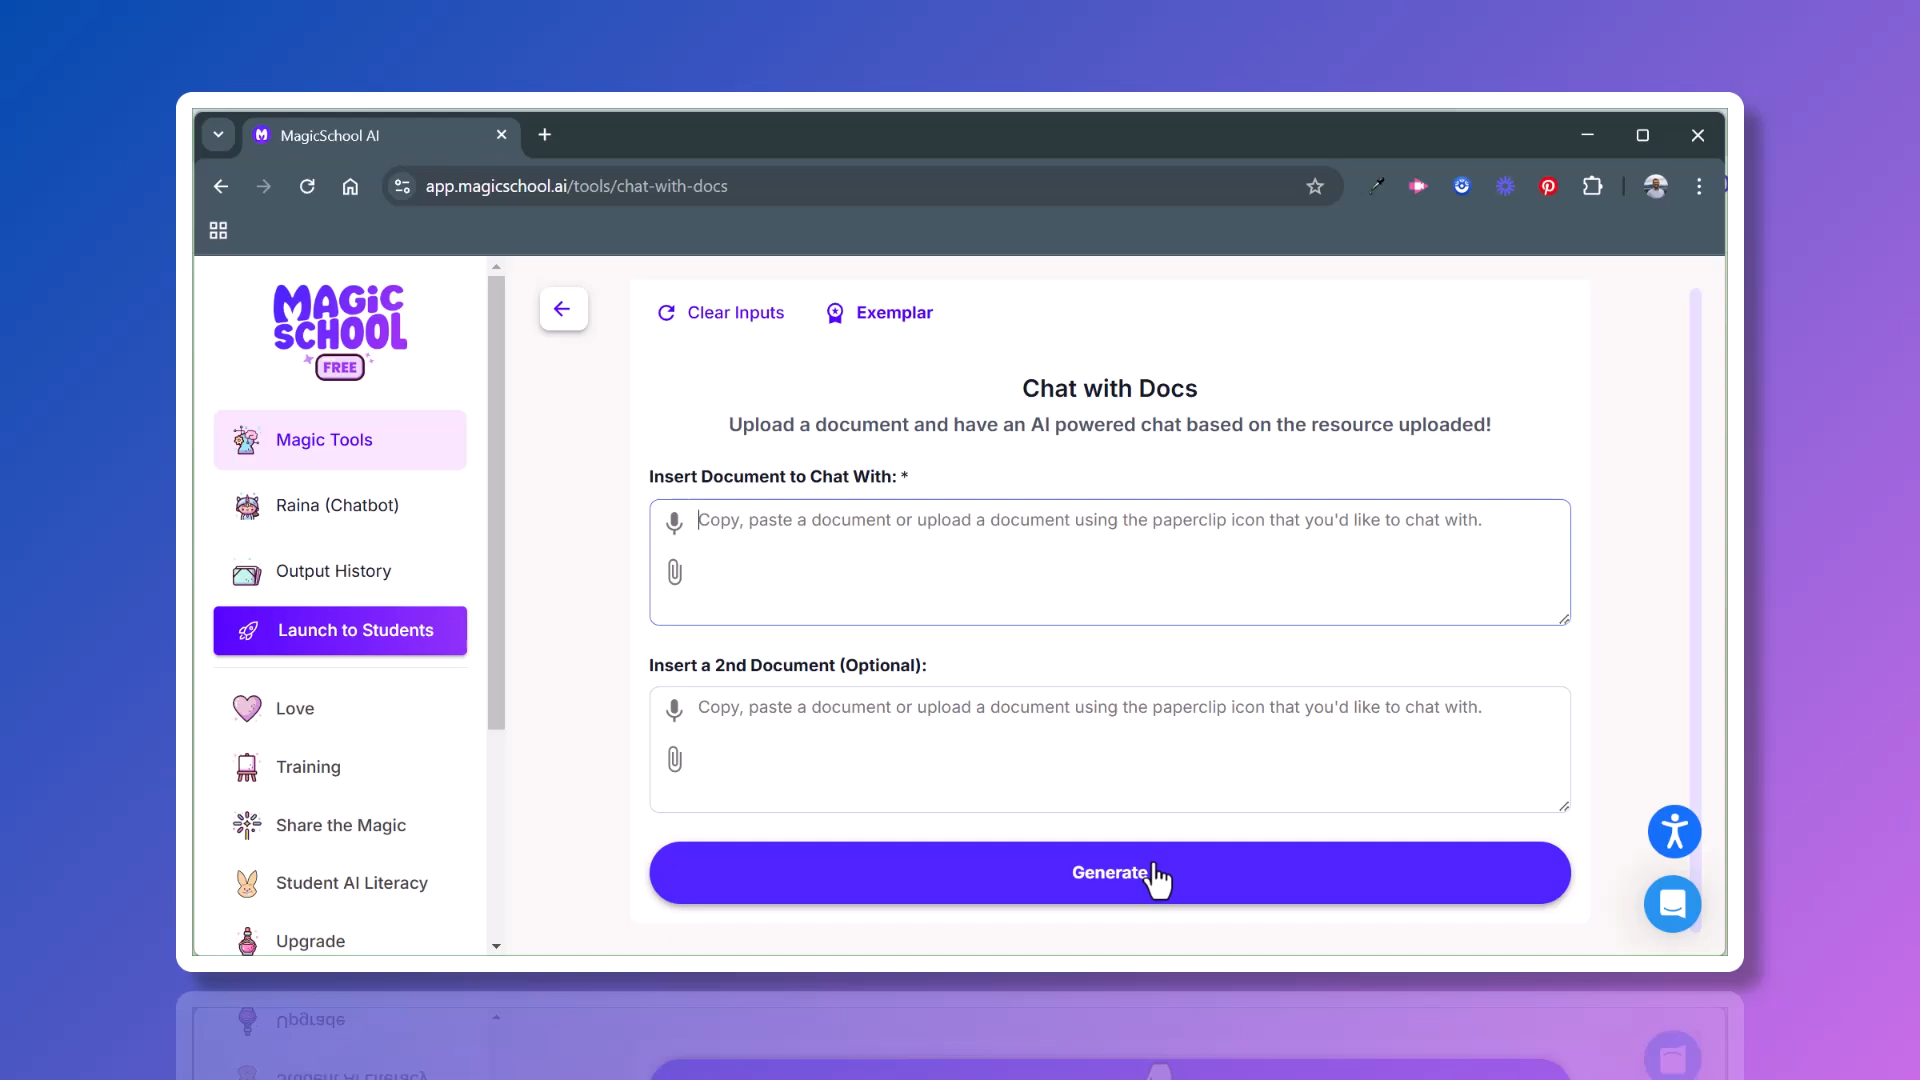 MagicSchool AI
app.magicschool.ai/tools/chat-with-docs
MAGIC
SCHOOL
FREE
Magic Tools
Raina (Chatbot)
Output History
Launch to Students
Love
Training
Share the Magic
Student AI Literacy
Upgrade
Clear Inputs
Exemplar
Chat with Docs
Upload a document and have an AI powered chat based on the resource uploaded!
Insert Document to Chat With: *
Copy, paste a document or upload a document using the paperclip icon that you'd like to chat with.
Insert a 2nd Document (Optional):
Copy, paste a document or upload a document using the paperclip icon that you'd like to chat with.
Generate
Upgrade
Student AI Literacy